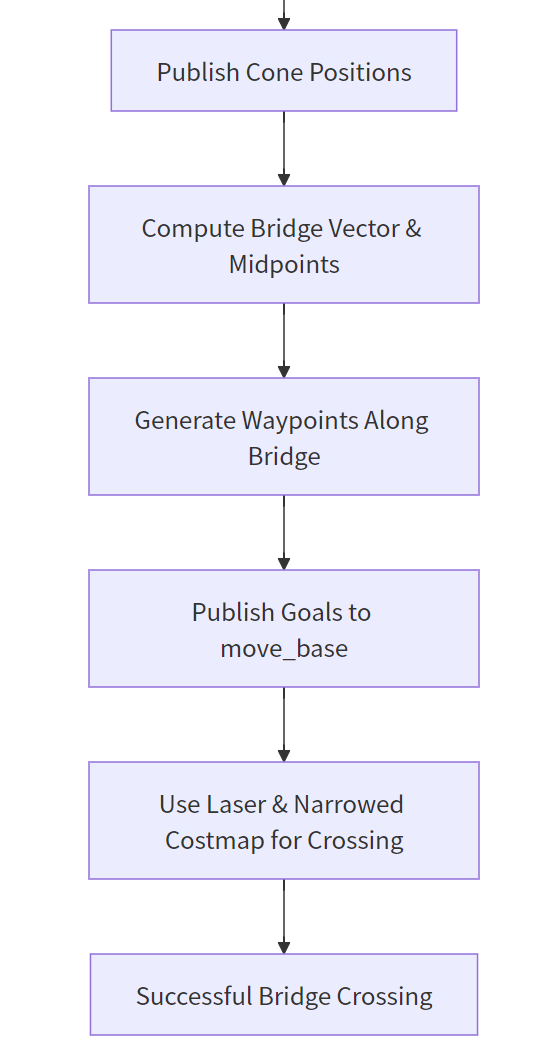 Publish Cone Positions
Compute Bridge Vector &
Midpoints
Generate Waypoints Along
Bridge
Publish Goals to
move_base
Use Laser & Narrowed
Costmap for Crossing
Successful Bridge Crossing